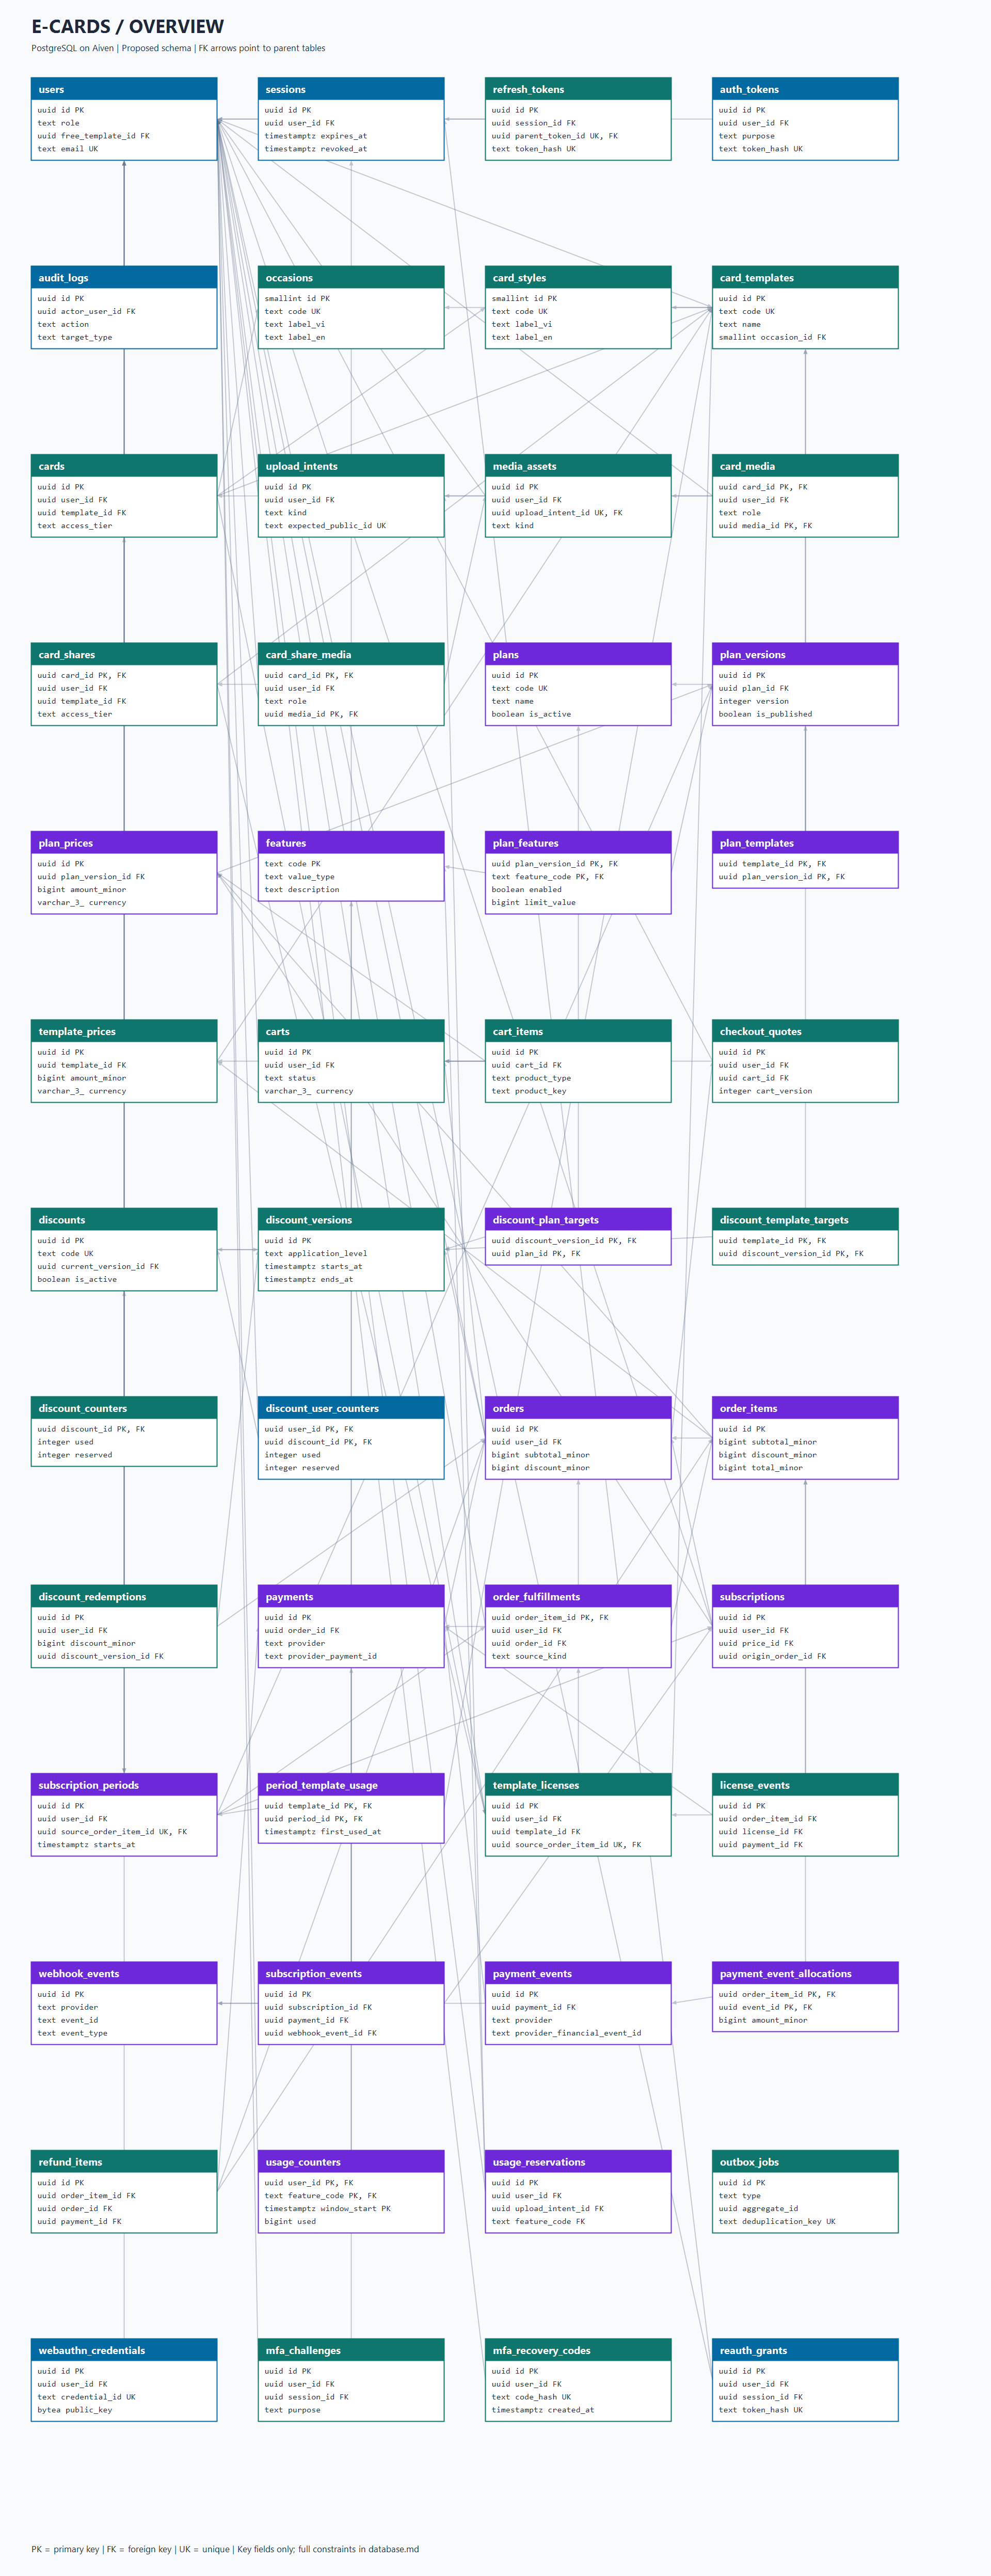 E-CARDS / OVERVIEW
PostgreSQL on Aiven | Proposed schema | FK arrows point to parent tables
users
uuid id PK
text role
uuid free_template_id FK
text email UK
sessions
uuid id PK
uuid user_id FK
timestamptz expires_at
timestamptz revoked_at
refresh_tokens
uuid id PK
uuid session_id FK
uuid parent_token_id UK, FK
text token_hash UK
auth_tokens
uuid id PK
uuid user_id FK
text purpose
text token_hash UK
audit_logs
uuid id PK
uuid actor_user_id FK
text action
text target_type
occasions
smallint id PK
text code UK
text label_vi
text label_en
card_styles
smallint id PK
text code UK
text label_vi
text label_en
card_templates
uuid id PK
text code UK
text name
smallint occasion_id FK
cards
uuid id PK
uuid user_id FK
uuid template_id FK
text access_tier
upload_intents
uuid id PK
uuid user_id FK
text kind
text expected_public_id UK
media_assets
uuid id PK
uuid user_id FK
uuid upload_intent_id UK, FK
text kind
card_media
uuid card_id PK, FK
uuid user_id FK
text role
uuid media_id PK, FK
card_shares
uuid card_id PK, FK
uuid user_id FK
uuid template_id FK
text access_tier
card_share_media
uuid card_id PK, FK
uuid user_id FK
text role
uuid media_id PK, FK
plans
uuid id PK
text code UK
text name
boolean is_active
plan_versions
uuid id PK
uuid plan_id FK
integer version
boolean is_published
plan_prices
uuid id PK
uuid plan_version_id FK
bigint amount_minor
varchar_3_ currency
features
text code PK
text value_type
text description
plan_features
uuid plan_version_id PK, FK
text feature_code PK, FK
boolean enabled
bigint limit_value
plan_templates
uuid template_id PK, FK
uuid plan_version_id PK, FK
template_prices
uuid id PK
uuid template_id FK
bigint amount_minor
varchar_3_ currency
carts
uuid id PK
uuid user_id FK
text status
varchar_3_ currency
cart_items
uuid id PK
uuid cart_id FK
text product_type
text product_key
checkout_quotes
uuid id PK
uuid user_id FK
uuid cart_id FK
integer cart_version
discounts
uuid id PK
text code UK
uuid current_version_id FK
boolean is_active
discount_versions
uuid id PK
text application_level
timestamptz starts_at
timestamptz ends_at
discount_plan_targets
uuid discount_version_id PK, FK
uuid plan_id PK, FK
discount_template_targets
uuid template_id PK, FK
uuid discount_version_id PK, FK
discount_counters
uuid discount_id PK, FK
integer used
integer reserved
discount_user_counters
uuid user_id PK, FK
uuid discount_id PK, FK
integer used
integer reserved
orders
uuid id PK
uuid user_id FK
bigint subtotal_minor
bigint discount_minor
order_items
uuid id PK
bigint subtotal_minor
bigint discount_minor
bigint total_minor
discount_redemptions
uuid id PK
uuid user_id FK
bigint discount_minor
uuid discount_version_id FK
payments
uuid id PK
uuid order_id FK
text provider
text provider_payment_id
order_fulfillments
uuid order_item_id PK, FK
uuid user_id FK
uuid order_id FK
text source_kind
subscriptions
uuid id PK
uuid user_id FK
uuid price_id FK
uuid origin_order_id FK
subscription_periods
uuid id PK
uuid user_id FK
uuid source_order_item_id UK, FK
timestamptz starts_at
period_template_usage
uuid template_id PK, FK
uuid period_id PK, FK
timestamptz first_used_at
template_licenses
uuid id PK
uuid user_id FK
uuid template_id FK
uuid source_order_item_id UK, FK
license_events
uuid id PK
uuid order_item_id FK
uuid license_id FK
uuid payment_id FK
webhook_events
uuid id PK
text provider
text event_id
text event_type
subscription_events
uuid id PK
uuid subscription_id FK
uuid payment_id FK
uuid webhook_event_id FK
payment_events
uuid id PK
uuid payment_id FK
text provider
text provider_financial_event_id
payment_event_allocations
uuid order_item_id PK, FK
uuid event_id PK, FK
bigint amount_minor
refund_items
uuid id PK
uuid order_item_id FK
uuid order_id FK
uuid payment_id FK
usage_counters
uuid user_id PK, FK
text feature_code PK, FK
timestamptz window_start PK
bigint used
usage_reservations
uuid id PK
uuid user_id FK
uuid upload_intent_id FK
text feature_code FK
outbox_jobs
uuid id PK
text type
uuid aggregate_id
text deduplication_key UK
webauthn_credentials
uuid id PK
uuid user_id FK
text credential_id UK
bytea public_key
mfa_challenges
uuid id PK
uuid user_id FK
uuid session_id FK
text purpose
mfa_recovery_codes
uuid id PK
uuid user_id FK
text code_hash UK
timestamptz created_at
reauth_grants
uuid id PK
uuid user_id FK
uuid session_id FK
text token_hash UK
PK = primary key | FK = foreign key | UK = unique | Key fields only; full constraints in database.md